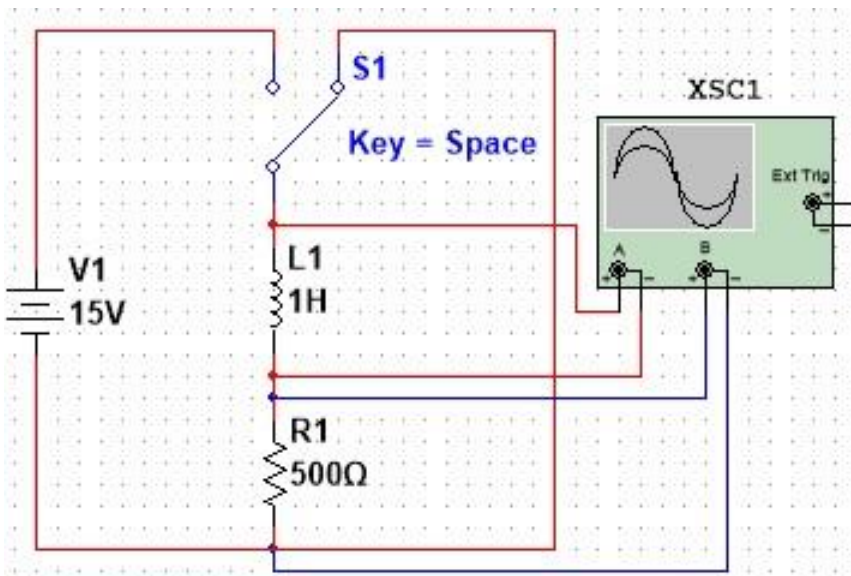 S1
XSC1
Key = Space
Ext Trig
+
−
V1
15V
L1
1H
A
B
+
−
+
−
R1
500Ω